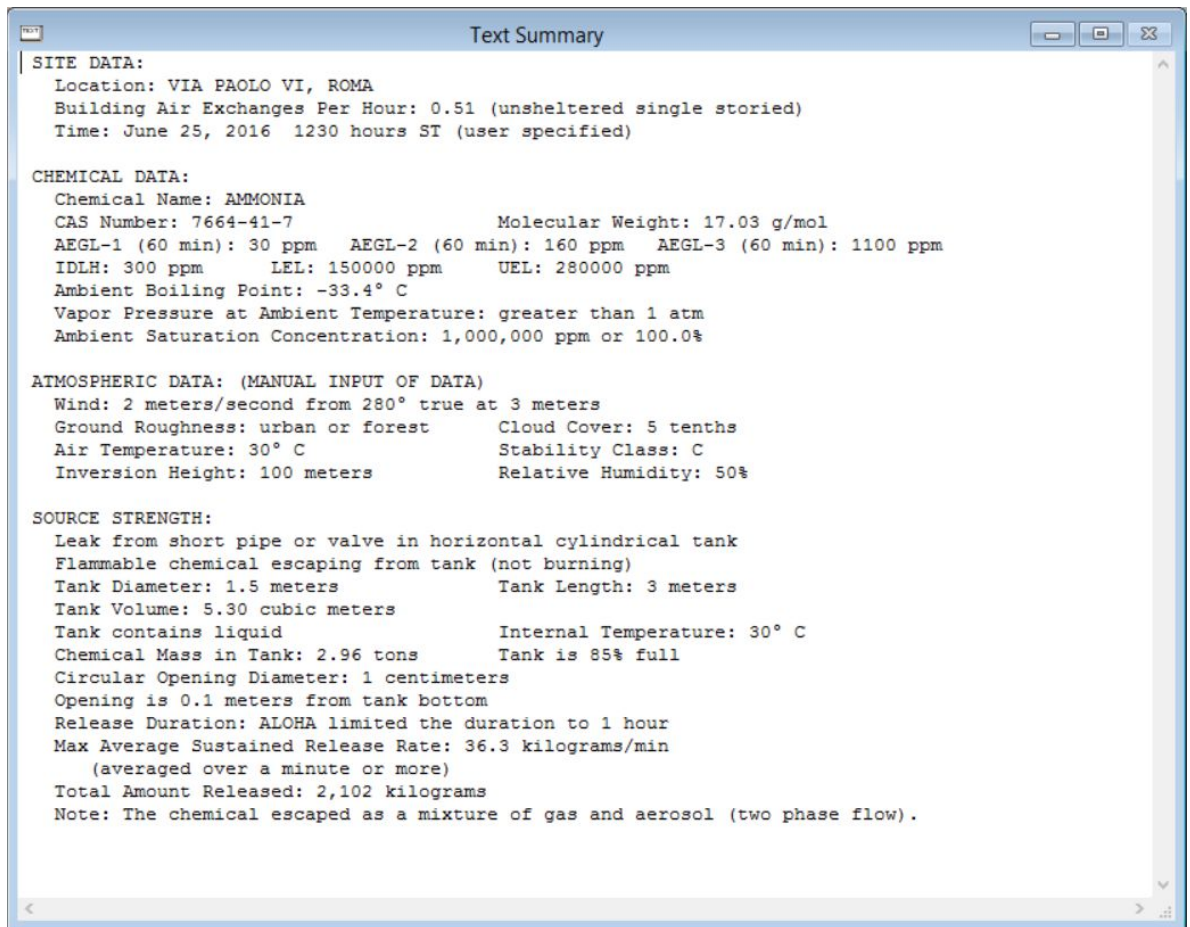 Text Summary
SITE DATA:
Location: VIA PAOLO VI, ROMA
Building Air Exchanges Per Hour: 0.51 (unsheltered single storied)
Time: June 25, 2016  1230 hours ST (user specified)
CHEMICAL DATA:
Chemical Name: AMMONIA
CAS Number: 7664-41-7 Molecular Weight: 17.03 g/mol
AEGL-1 (60 min): 30 ppm AEGL-2 (60 min): 160 ppm AEGL-3 (60 min): 1100 ppm
IDLH: 300 ppm LEL: 150000 ppm UEL: 280000 ppm
Ambient Boiling Point: -33.4° C
Vapor Pressure at Ambient Temperature: greater than 1 atm
Ambient Saturation Concentration: 1,000,000 ppm or 100.0%
ATMOSPHERIC DATA: (MANUAL INPUT OF DATA)
Wind: 2 meters/second from 280° true at 3 meters
Ground Roughness: urban or forest Cloud Cover: 5 tenths
Air Temperature: 30° C Stability Class: C
Inversion Height: 100 meters Relative Humidity: 50%
SOURCE STRENGTH:
Leak from short pipe or valve in horizontal cylindrical tank
Flammable chemical escaping from tank (not burning)
Tank Diameter: 1.5 meters Tank Length: 3 meters
Tank Volume: 5.30 cubic meters
Tank contains liquid Internal Temperature: 30° C
Chemical Mass in Tank: 2.96 tons Tank is 85% full
Circular Opening Diameter: 1 centimeters
Opening is 0.1 meters from tank bottom
Release Duration: ALOHA limited the duration to 1 hour
Max Average Sustained Release Rate: 36.3 kilograms/min
(averaged over a minute or more)
Total Amount Released: 2,102 kilograms
Note: The chemical escaped as a mixture of gas and aerosol (two phase flow).